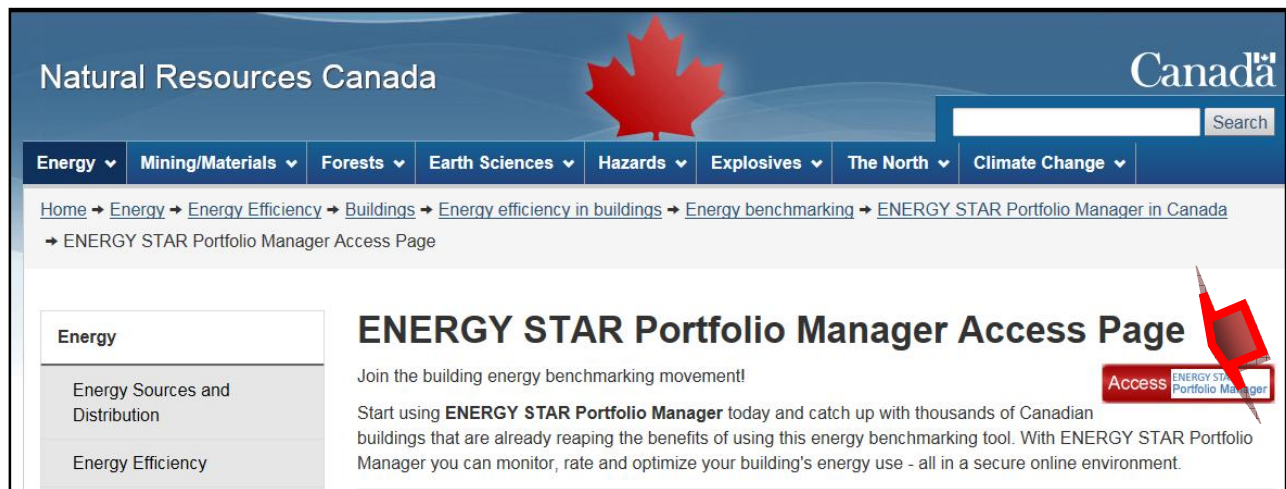 Natural Resources Canada
Canada
Search
Energy Mining/Materials Forests Earth Sciences Hazards Explosives The North Climate Change
Home → Energy → Energy Efficiency → Buildings → Energy efficiency in buildings → Energy benchmarking → ENERGY STAR Portfolio Manager in Canada
→ ENERGY STAR Portfolio Manager Access Page
Energy
Energy Sources and
Distribution
Energy Efficiency
ENERGY STAR Portfolio Manager Access Page
Join the building energy benchmarking movement!
Access ENERGY STAR
Portfolio Manager
Start using ENERGY STAR Portfolio Manager today and catch up with thousands of Canadian
buildings that are already reaping the benefits of using this energy benchmarking tool. With ENERGY STAR Portfolio
Manager you can monitor, rate and optimize your building's energy use - all in a secure online environment.